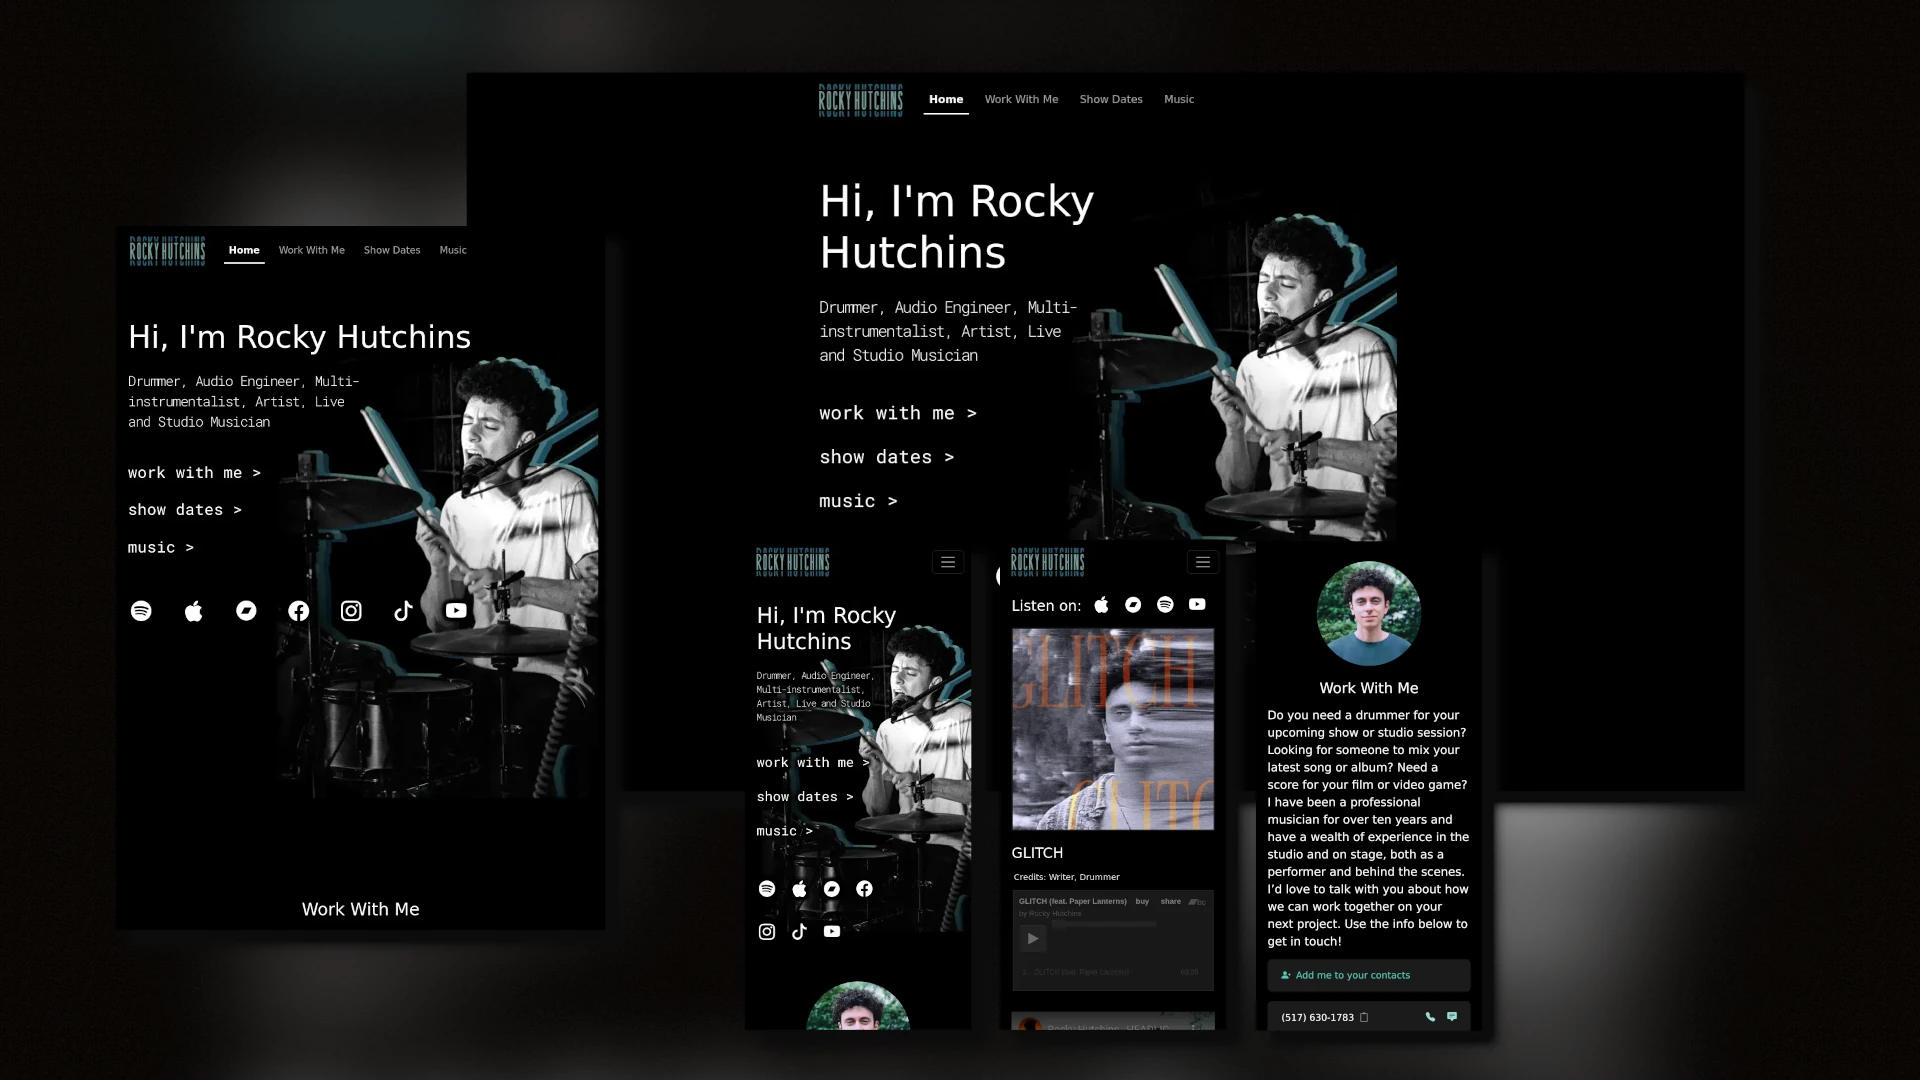 ROCKY HUTCHINS
Home
Work With Me
Show Dates
Music
Hi, I'm Rocky
Hutchins
Drummer, Audio Engineer, Multi-
instrumentalist, Artist, Live
and Studio Musician
work with me >
show dates >
music >
ROCKY HUTCHINS
Home
Work With Me
Show Dates
Music
Hi, I'm Rocky Hutchins
Drummer, Audio Engineer, Multi-
instrumentalist, Artist, Live
and Studio Musician
work with me >
show dates >
music >
Work With Me
ROCKY HUTCHINS
Hi, I'm Rocky
Hutchins
Drummer, Audio Engineer,
Multi-instrumentalist,
Artist, Live and Studio
Musician
work with me >
show dates >
music >
ROCKY HUTCHINS
Listen on:
GLITCH
GLITCH
GLITCH
Credits: Writer, Drummer
GLITCH (feat. Paper Lanterns)
buy
share
bc
by Rocky Hutchins
1. GLITCH (feat. Paper Lanterns)
Work With Me
Do you need a drummer for your
upcoming show or studio session?
Looking for someone to mix your
latest song or album? Need a
score for your film or video game?
I have been a professional
musician for over ten years and
have a wealth of experience in the
studio and on stage, both as a
performer and behind the scenes.
I'd love to talk with you about how
we can work together on your
next project. Use the info below to
get in touch!
Add me to your contacts
(517) 630-1783